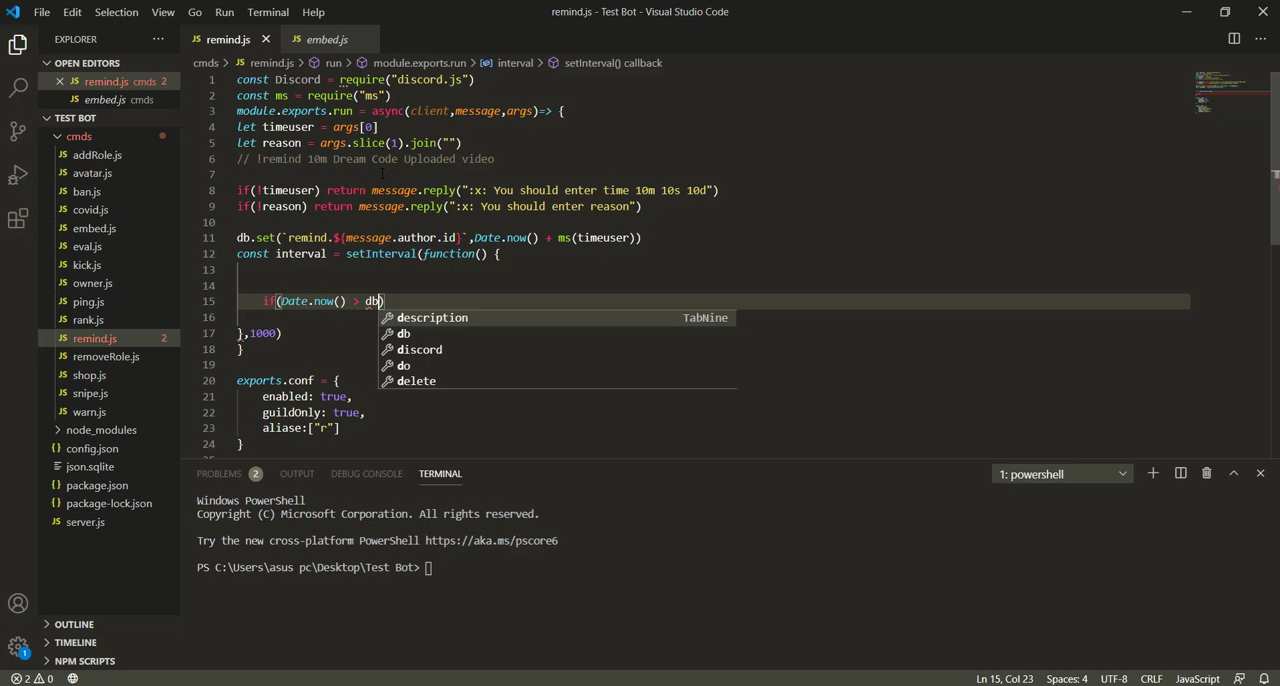 File Edit Selection View Go Run Terminal Help remind.js - Test Bot - Visual Studio Code
EXPLORER
OPEN EDITORS
remind.js cmds 2
embed.js cmds
TEST BOT
cmds
addRole.js
avatar.js
ban.js
covid.js
embed.js
eval.js
kick.js
owner.js
ping.js
rank.js
remind.js 2
removeRole.js
shop.js
snipe.js
warn.js
node_modules
config.json
json.sqlite
package.json
package-lock.json
server.js
OUTLINE
TIMELINE
NPM SCRIPTS
JS remind.js JS embed.js
cmds > JS remind.js > run > module.exports.run > interval > setInterval() callback
1 const Discord = require("discord.js")
2 const ms = require("ms")
3 module.exports.run = async(client,message,args)=> {
4 let timeuser = args[0]
5 let reason = args.slice(1).join("")
6 // !remind 10m Dream Code Uploaded video
7
8 if(!timeuser) return message.reply(":x: You should enter time 10m 10s 10d")
9 if(!reason) return message.reply(":x: You should enter reason")
10
11 db.set(`remind.${message.author.id}`,Date.now() + ms(timeuser))
12 const interval = setInterval(function() {
13
14
15 if(Date.now() > db)
16
17 },1000)
18 }
19
20 exports.conf = {
21 enabled: true,
22 guildOnly: true,
23 aliase:["r"]
24 }
description TabNine
db
discord
do
delete
PROBLEMS 2 OUTPUT DEBUG CONSOLE TERMINAL 1: powershell
Windows PowerShell
Copyright (C) Microsoft Corporation. All rights reserved.
Try the new cross-platform PowerShell https://aka.ms/pscore6
PS C:\Users\asus pc\Desktop\Test Bot>
1
2 0 Ln 15, Col 23 Spaces: 4 UTF-8 CRLF JavaScript